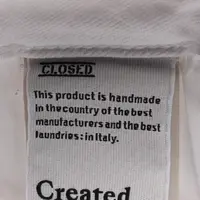 CLOSED
This product is handmade
in the country of the best
manufacturers and the best
laundries: in Italy.
Created